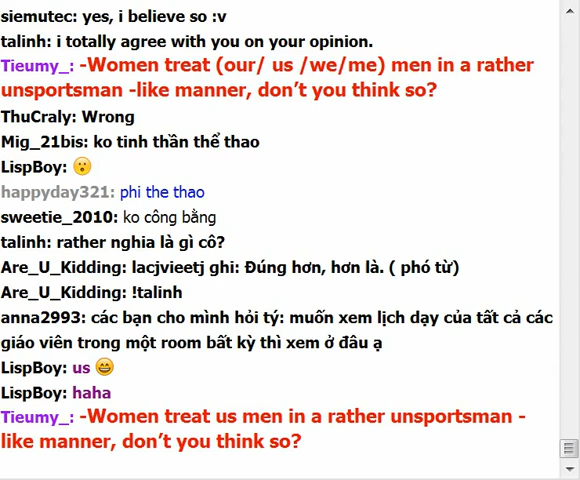 siemutec: yes, i believe so :v
talinh: i totally agree with you on your opinion.
Tieumy_: -Women treat (our/ us /we/me) men in a rather
unsportsman -like manner, don't you think so?
ThuCraly: Wrong
Mig_21bis: ko tinh thần thể thao
LispBoy: 😮
happyday321: phi the thao
sweetie_2010: ko công bằng
talinh: rather nghia là gì cô?
Are_U_Kidding: lacjvieetj ghi: Đúng hơn, hơn là. ( phó từ)
Are_U_Kidding: !talinh
anna2993: các bạn cho mình hỏi tý: muốn xem lịch dạy của tất cả các
giáo viên trong một room bất kỳ thì xem ở đâu ạ
LispBoy: us 😄
LispBoy: haha
Tieumy_: -Women treat us men in a rather unsportsman -
like manner, don't you think so?